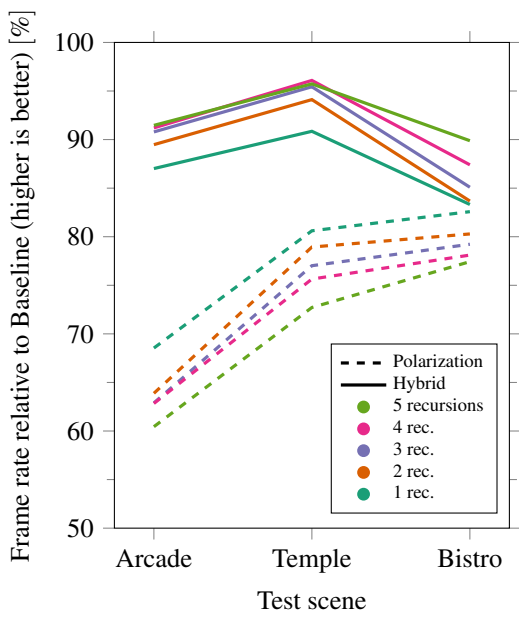 Frame rate relative to Baseline (higher is better) [%]
100
90
80
70
60
50
Polarization
Hybrid
5 recursions
4 rec.
3 rec.
2 rec.
1 rec.
Arcade Temple Bistro
Test scene